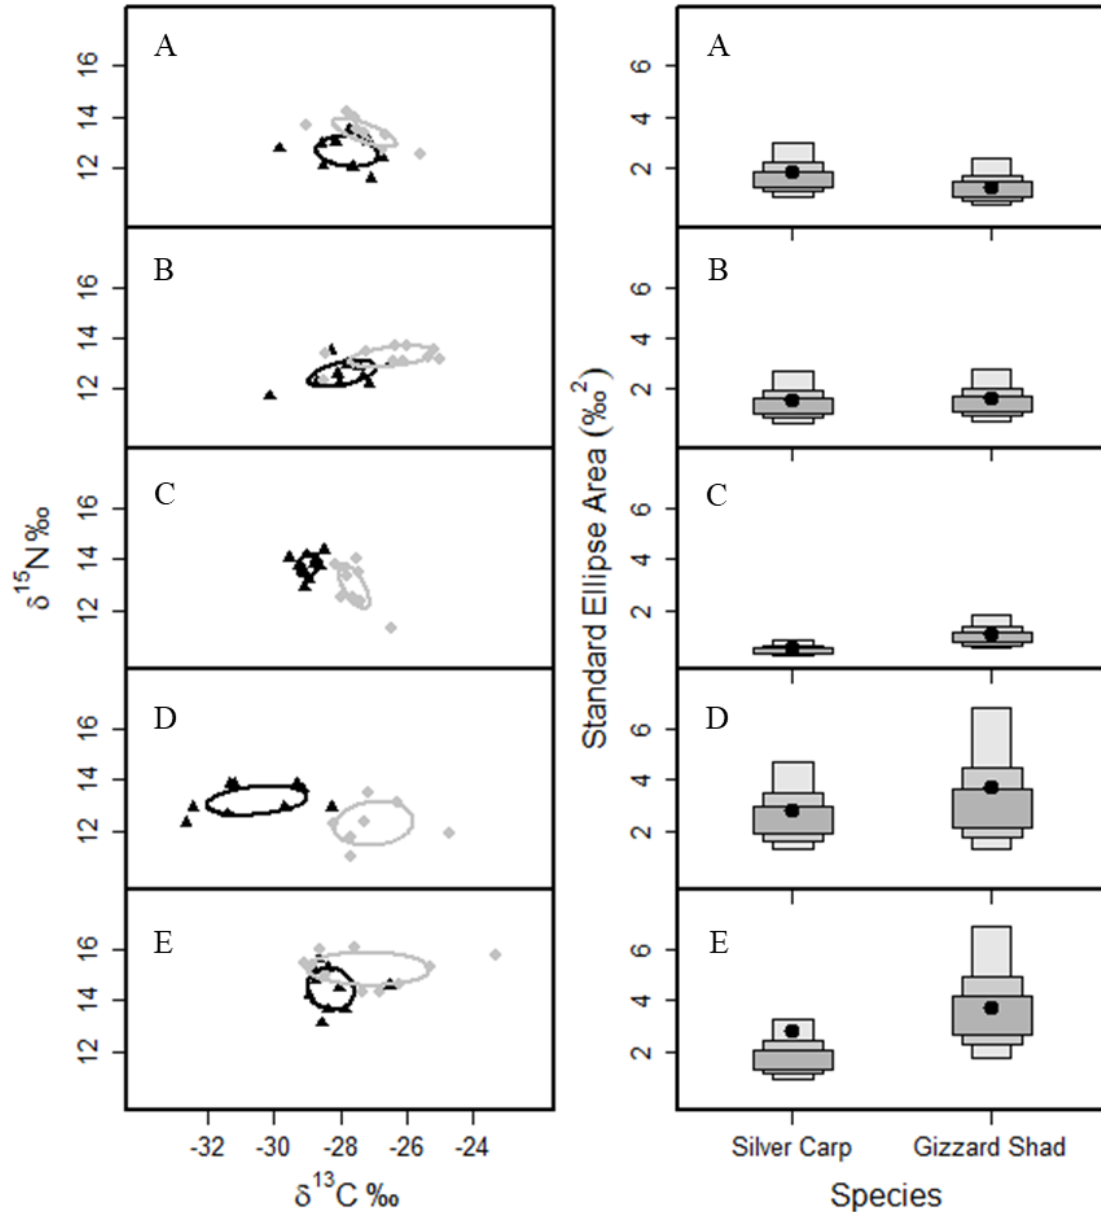 A
16
14
12
B
16
14
12
C
16
14
12
D
16
14
12
E
16
14
12
δ¹⁵N‰
-32 -30 -28 -26 -24
δ¹³C ‰
A
6
4
2
B
6
4
2
C
6
4
2
D
6
4
2
E
6
4
2
Standard Ellipse Area (‰²)
Silver Carp Gizzard Shad
Species